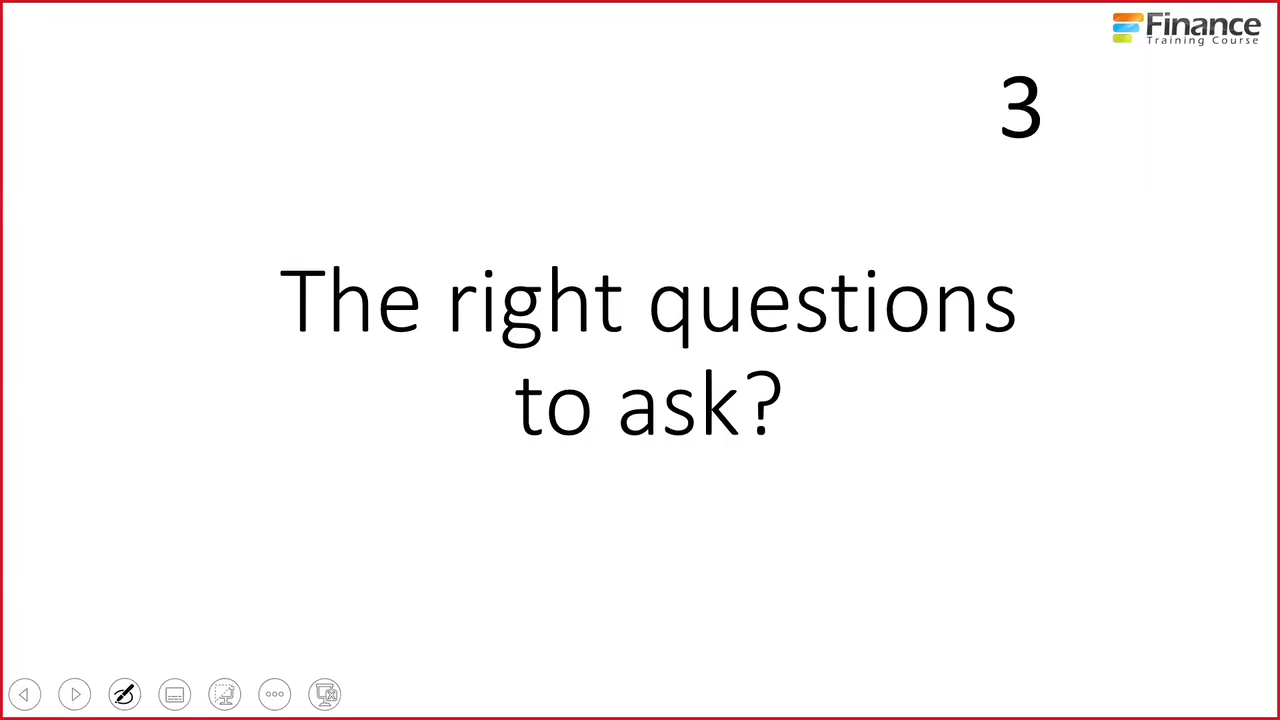 Finance
Training Course
3
The right questions
to ask?